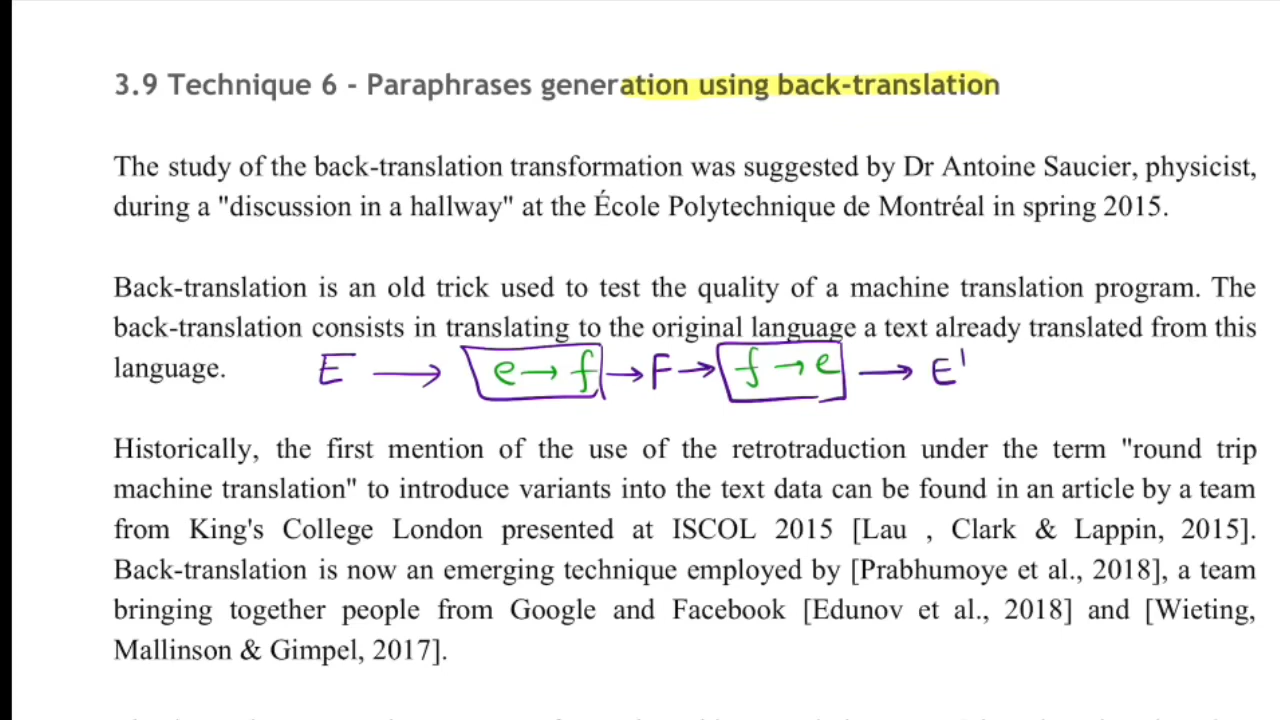 3.9 Technique 6 - Paraphrases generation using back-translation
The study of the back-translation transformation was suggested by Dr Antoine Saucier, physicist,
during a "discussion in a hallway" at the École Polytechnique de Montréal in spring 2015.
Back-translation is an old trick used to test the quality of a machine translation program. The
back-translation consists in translating to the original language a text already translated from this
language. E → e→f → F → f→e → E'
Historically, the first mention of the use of the retrotraduction under the term "round trip
machine translation" to introduce variants into the text data can be found in an article by a team
from King's College London presented at ISCOL 2015 [Lau , Clark & Lappin, 2015].
Back-translation is now an emerging technique employed by [Prabhumoye et al., 2018], a team
bringing together people from Google and Facebook [Edunov et al., 2018] and [Wieting,
Mallinson & Gimpel, 2017].